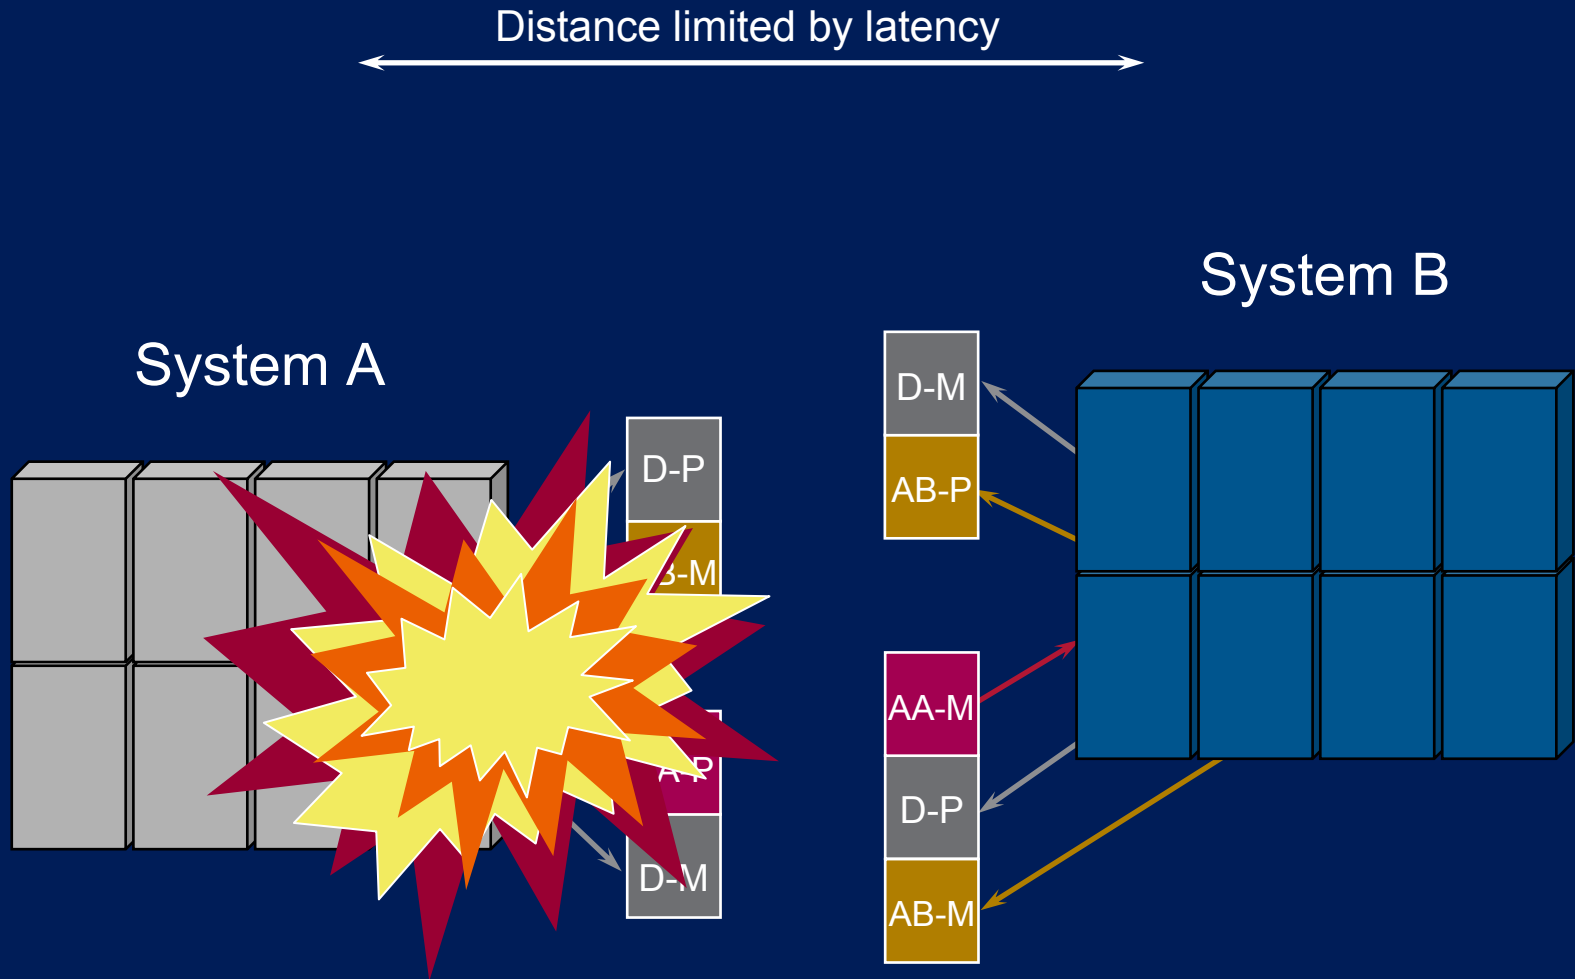 Distance limited by latency
System B
System A
D-M
D-P
AB-P
B-M
AA-M
A-P
D-P
D-M
AB-M